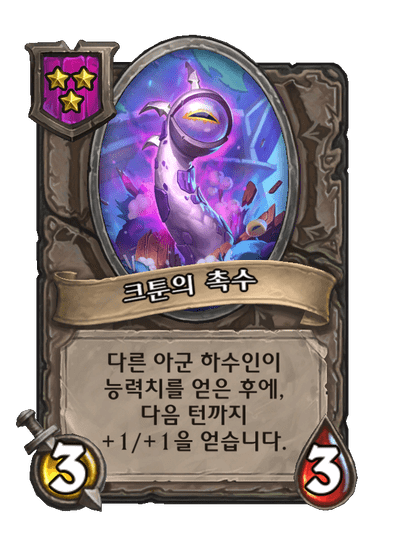 크툰의 촉수
다른 아군 하수인이
능력치를 얻은 후에,
다음 턴까지
+1/+1을 얻습니다.
3
3